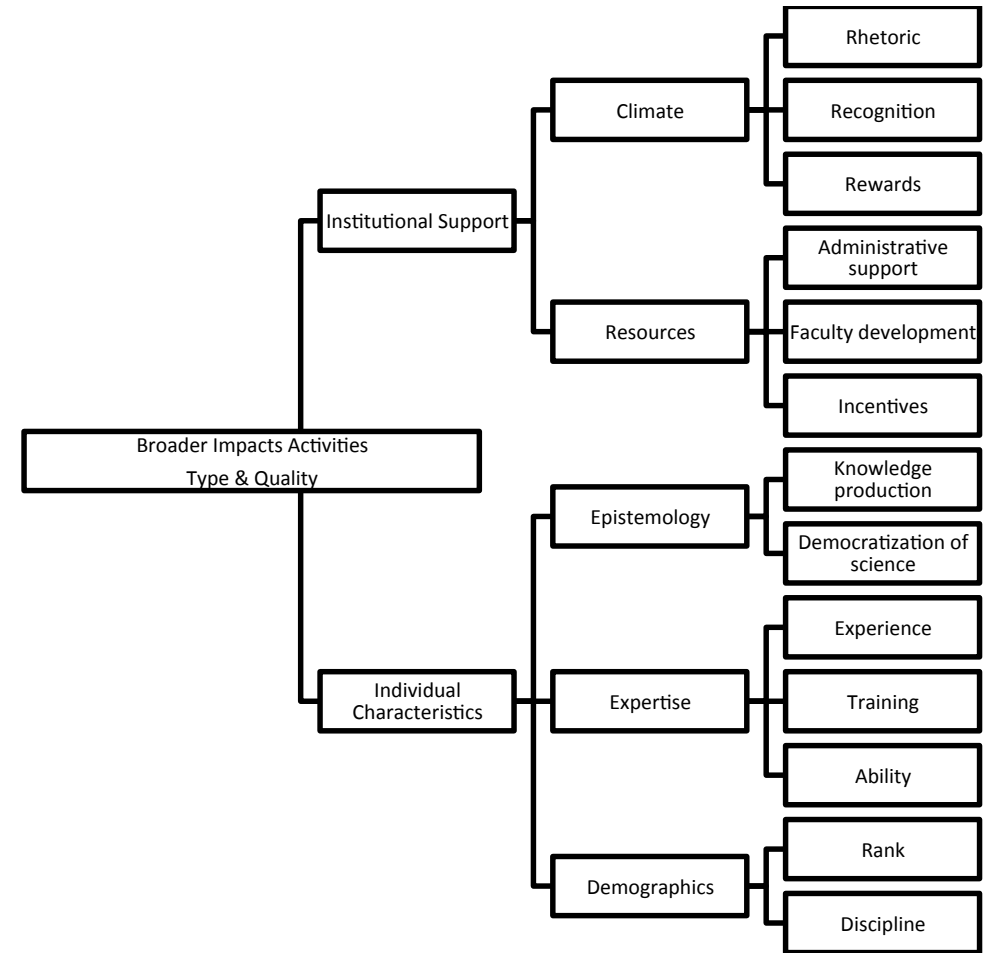 Broader Impacts Activities
Type & Quality
Institutional Support
Climate
Rhetoric
Recognition
Rewards
Resources
Administrative
support
Faculty development
Incentives
Individual
Characteristics
Epistemology
Knowledge
production
Democratization of
science
Expertise
Experience
Training
Ability
Demographics
Rank
Discipline